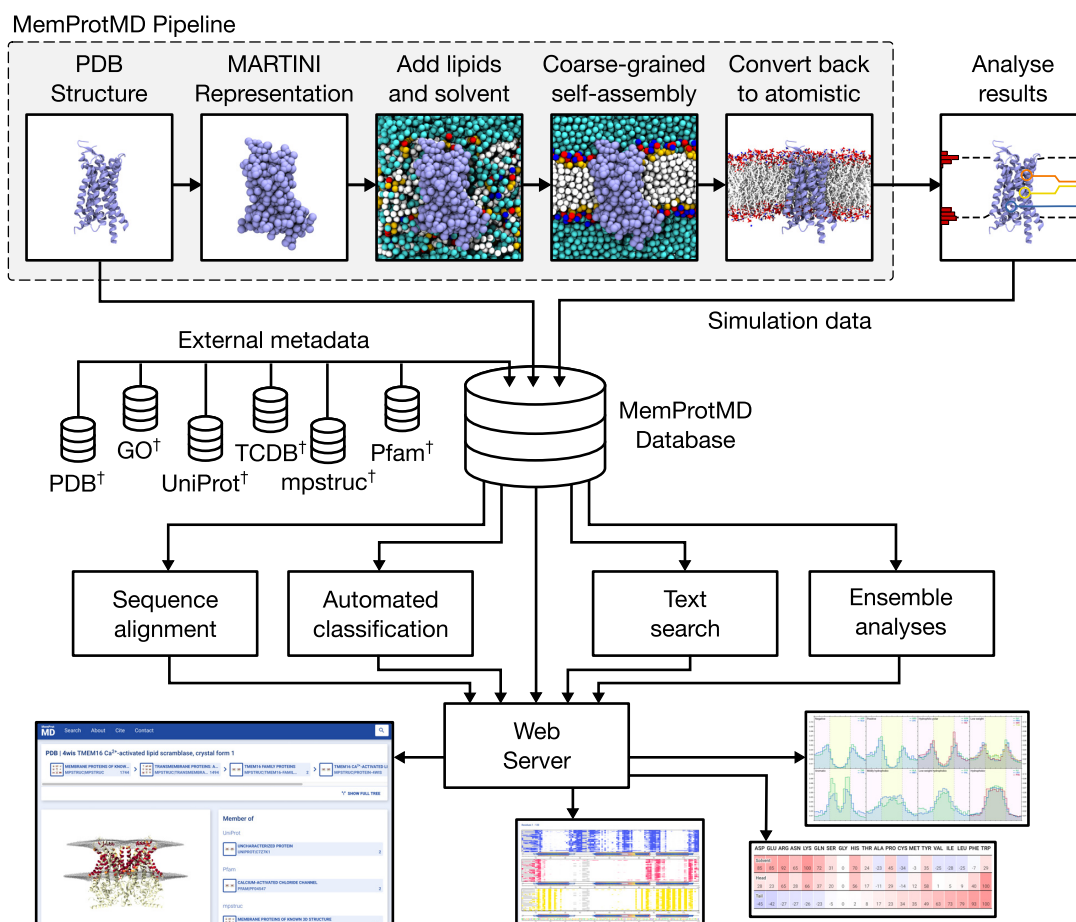 MemProtMD Pipeline
PDB
Structure
MARTINI
Representation
Add lipids
and solvent
Coarse-grained
self-assembly
Convert back
to atomistic
Analyse
results
Simulation data
External metadata
MemProtMD
Database
PDB†
GO†
UniProt†
TCDB†
mpstruc†
Pfam†
Sequence
alignment
Automated
classification
Text
search
Ensemble
analyses
Web
Server
MD Search About Cite Contact
PDB | 4wis TMEM16 Ca2+-activated lipid scramblase, crystal form 1
MEMBRANE PROTEINS OF KNOW...
TRANSMEMBRANE PROTEINS: A...
TMEM16 FAMILY PROTEINS
SHOW FULL TREE
Member of
UniProt
UNCHARACTERIZED PROTEIN
Pfam
CALCIUM-ACTIVATED CHLORIDE CHANNEL
mpstruc
MEMBRANE PROTEINS OF KNOWN 3D STRUCTURE
ASP GLU ARG ASN LYS GLN SER GLY HIS THR ALA PRO CYS MET TYR VAL ILE LEU PHE TRP
Head
Tail